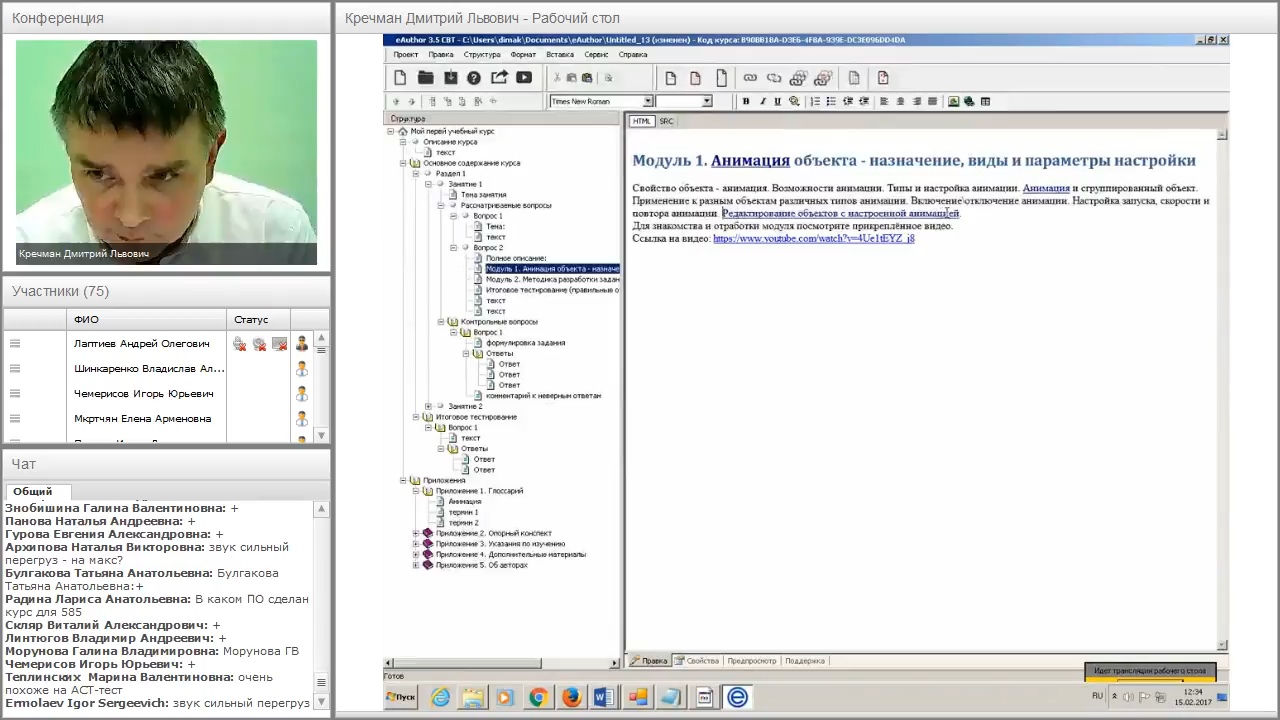 Конференция
Кречман Дмитрий Львович
Участники (75)
ФИО
Статус
Лаптиев Андрей Олегович
Шинкаренко Владислав Ал...
Чемерисов Игорь Юрьевич
Мкртчян Елена Арменовна
Чат
Общий
Знобишина Галина Валентиновна: +
Панова Наталья Андреевна: +
Гурова Евгения Александровна: +
Архипова Наталья Викторовна: звук сильный
перегруз - на макс?
Булгакова Татьяна Анатольевна: Булгакова
Татьяна Анатольевна:+
Радина Лариса Анатольевна: В каком ПО сделан
курс для 585
Скляр Виталий Александрович: +
Линтюгов Владимир Андреевич: +
Морунова Галина Владимировна: Морунова ГВ
Чемерисов Игорь Юрьевич: +
Теплинских Марина Валентиновна: очень
похоже на АСТ-тест
Ermolaev Igor Sergeevich: звук сильный перегруз
Кречман Дмитрий Львович - Рабочий стол
eAuthor 3.5 CBT - C:\Users\dimak\Documents\eAuthor\Untitled_13 (изменен) - Код курса: B90BB1BA-D3E6-4F8A-939E-DC3E096DD4DA
Проект Правка Структура Формат Вставка Сервис Справка
Times New Roman
B I U
Структура
Мой первй учебный курс
Описание курса
текст
Основное содержание курса
Раздел 1
Занятие 1
Тема занятия
Рассматриваемые вопросы
Вопрос 1
Тема:
текст
Вопрос 2
Полное описание:
Модуль 1. Анимация объекта - назначе
Модуль 2. Методика разработки задан
Итоговое тестирование (правильные о
текст
текст
Контрольные вопросы
Вопрос 1
формулировка задания
Ответы
Ответ
Ответ
Ответ
комментарий к неверным ответам
Занятие 2
Итоговое тестирование
Вопрос 1
текст
Ответы
Ответ
Ответ
Приложения
Приложение 1. Глоссарий
Анимация
термин 1
термин 2
Приложение 2. Опорный конспект
Приложение 3. Указания по изучению
Приложение 4. Дополнительные материалы
Приложение 5. Об авторах
HTML SRC
Модуль 1. Анимация объекта - назначение, виды и параметры настройки
Свойство объекта - анимация. Возможности анимации. Типы и настройка анимации. Анимация и сгруппированный объект.
Применение к разным объектам различных типов анимации. Включение\отключение анимации. Настройка запуска, скорости и
повтора анимации. Редактирование объектов с настроенной анимацией.
Для знакомства и отработки модуля посмотрите прикреплённое видео.
Ссылка на видео: https://www.youtube.com/watch?v=4Ue1tEYZ_j8
Правка Свойства Предпросмотр Поддержка
Готов
Идет трансляция рабочего стола
Пуск
RU
12:34
15.02.2017